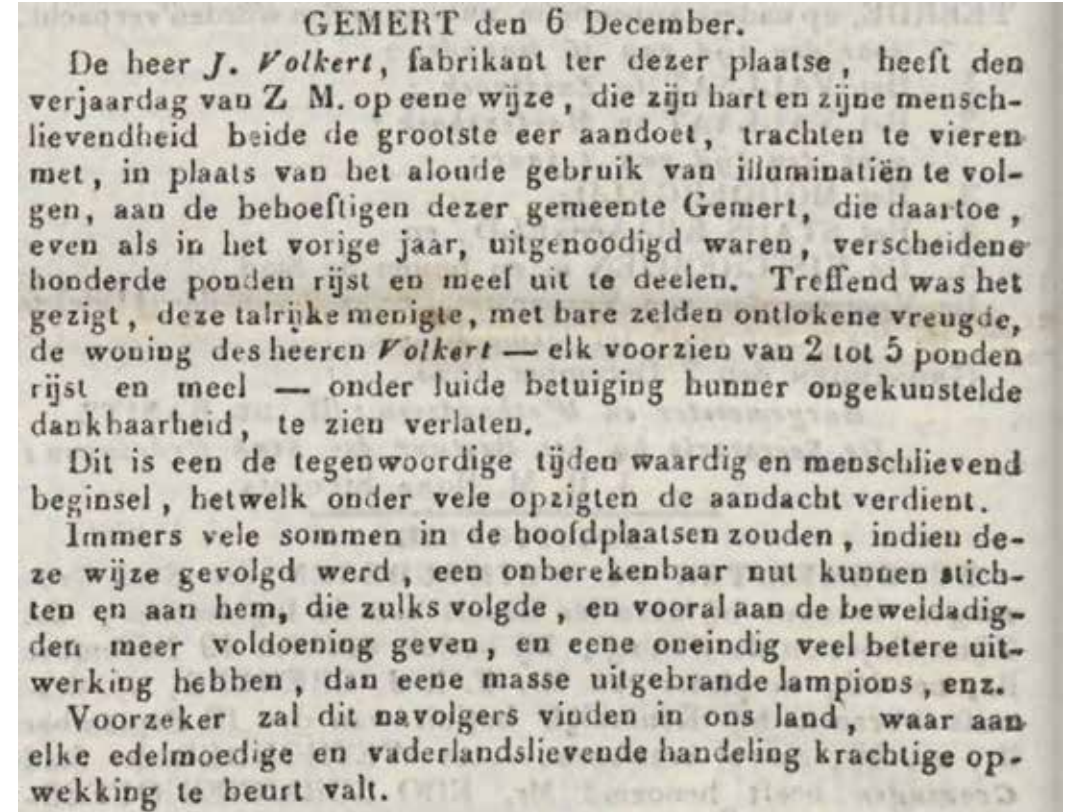 GEMERT den 6 December.
De heer J. Volkert, fabrikant ter dezer plaatse, heeft den
verjaardag van Z M. op eene wijze, die zijn hart en zijne mensch-
lievendheid beide de grootste eer aandoet, trachten te vieren
met, in plaats van het aloude gebruik van illuminatiën te vol-
gen, aan de behoeftigen dezer gemeente Gemert, die daartoe,
even als in het vorige jaar, uitgenoodigd waren, verscheidene
honderde ponden rijst en meel uit te deelen. Treffend was het
gezigt, deze talrijke menigte, met bare zelden ontlokene vreugde,
de woning des heeren Volkert — elk voorzien van 2 tot 5 ponden
rijst en meel — onder luide betuiging hunner ongekunstelde
dankbaarheid, te zien verlaten.
Dit is een de tegenwoordige tijden waardig en menschlievend
beginsel, hetwelk onder vele opzigten de aandacht verdient.
Immers vele sommen in de hoofdplaatsen zouden, indien de-
ze wijze gevolgd werd, een onberekenbaar nut kunnen stich-
ten en aan hem, die zulks volgde, en vooral aan de beweldadig-
den meer voldoening geven, en eene oneindig veel betere uit-
werking hebben, dan eene masse uitgebrande lampions, enz.
Voorzeker zal dit navolgers vinden in ons land, waar aan
elke edelmoedige en vaderlandslievende handeling krachtige op-
wekking te beurt valt.